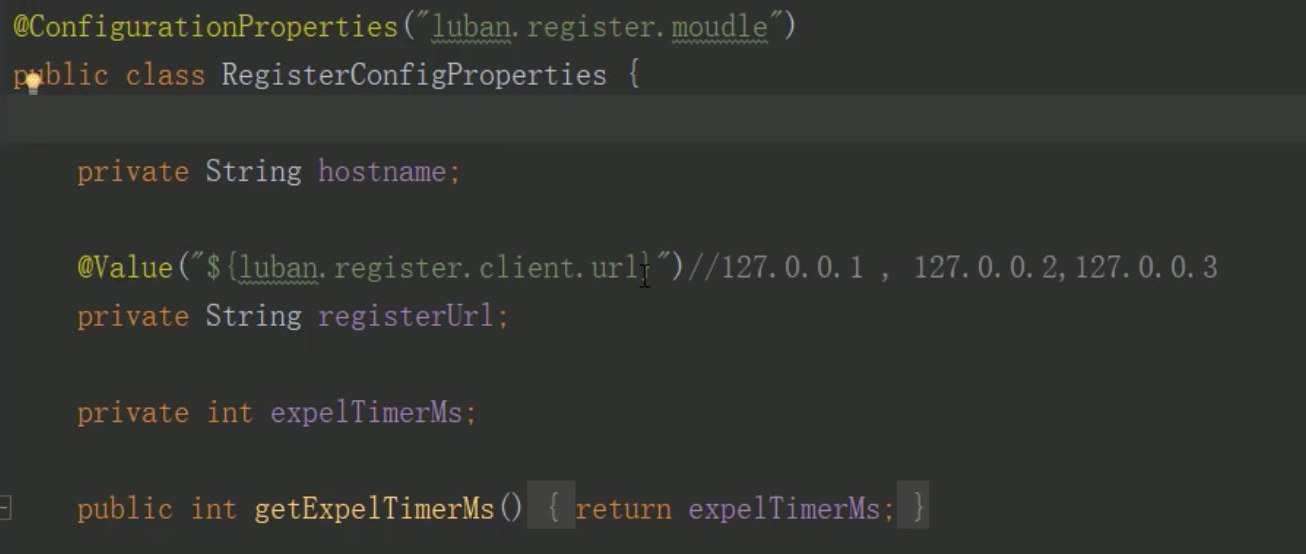 @ConfigurationProperties("luban.register.moudle")
public class RegisterConfigProperties {
private String hostname;
@Value("${luban.register.client.url}")//127.0.0.1 , 127.0.0.2,127.0.0.3
private String registerUrl;
private int expelTimerMs;
public int getExpelTimerMs() { return expelTimerMs; }